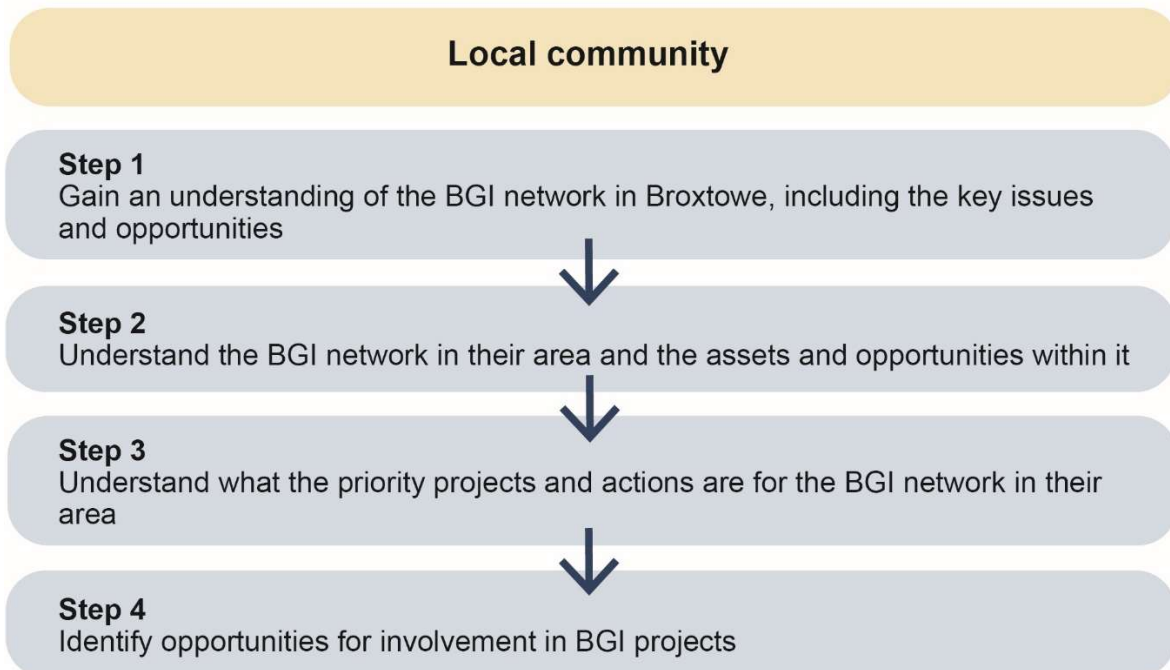 Local community
Step 1
Gain an understanding of the BGI network in Broxtowe, including the key issues
and opportunities
Step 2
Understand the BGI network in their area and the assets and opportunities within it
Step 3
Understand what the priority projects and actions are for the BGI network in their
area
Step 4
Identify opportunities for involvement in BGI projects